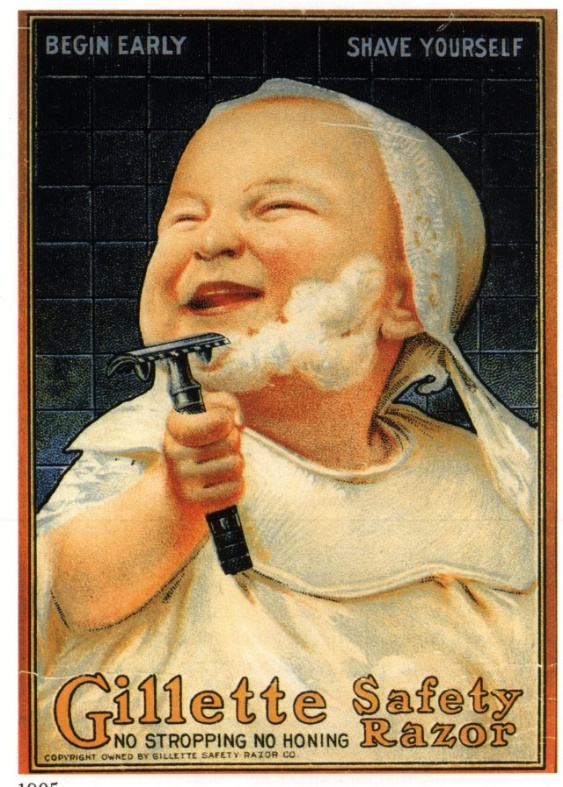 BEGIN EARLY SHAVE YOURSELF
Gillette Safety Razor
NO STROPPING NO HONING
COPYRIGHT OWNED BY GILLETTE SAFETY RAZOR CO.